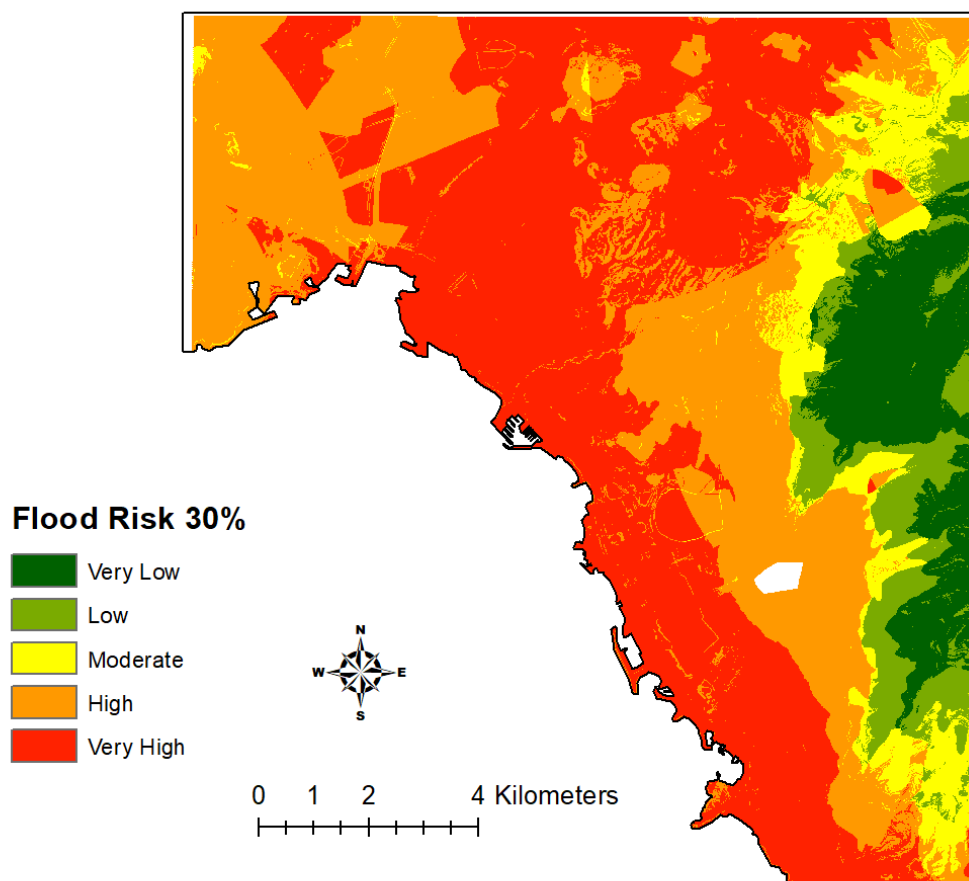 Flood Risk 30%
Very Low
Low
Moderate
High
Very High
N
W E
S
0 1 2 4 Kilometers